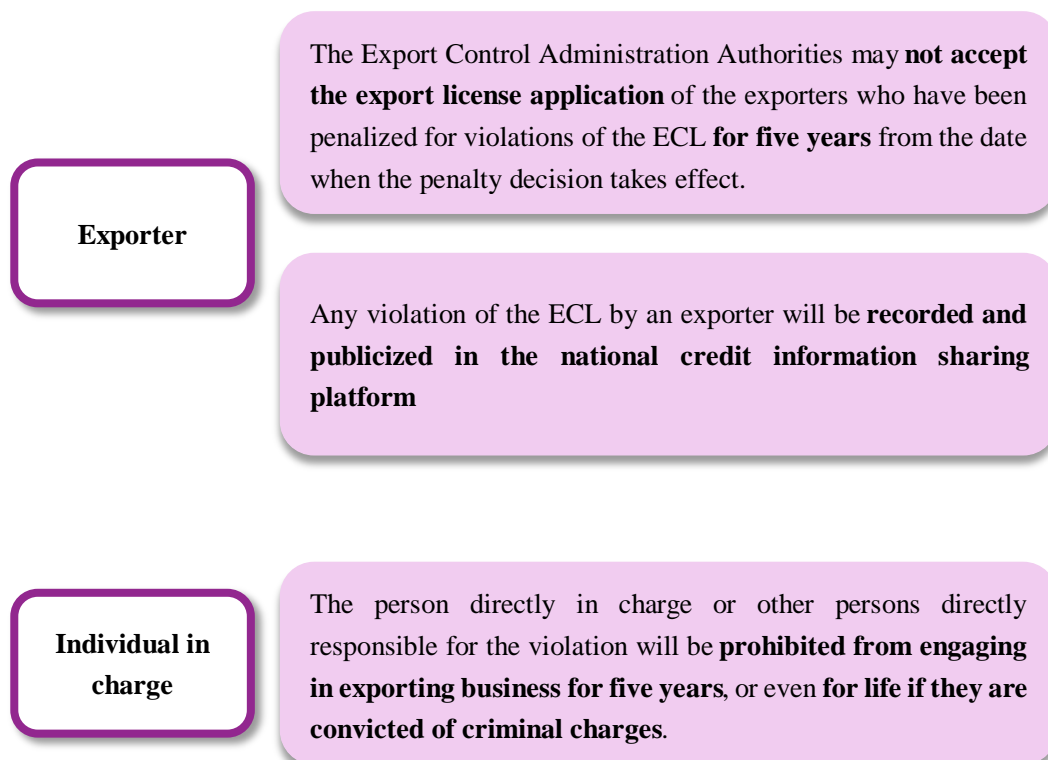 Exporter
The Export Control Administration Authorities may not accept
the export license application of the exporters who have been
penalized for violations of the ECL for five years from the date
when the penalty decision takes effect.
Any violation of the ECL by an exporter will be recorded and
publicized in the national credit information sharing
platform
Individual in
charge
The person directly in charge or other persons directly
responsible for the violation will be prohibited from engaging
in exporting business for five years, or even for life if they are
convicted of criminal charges.